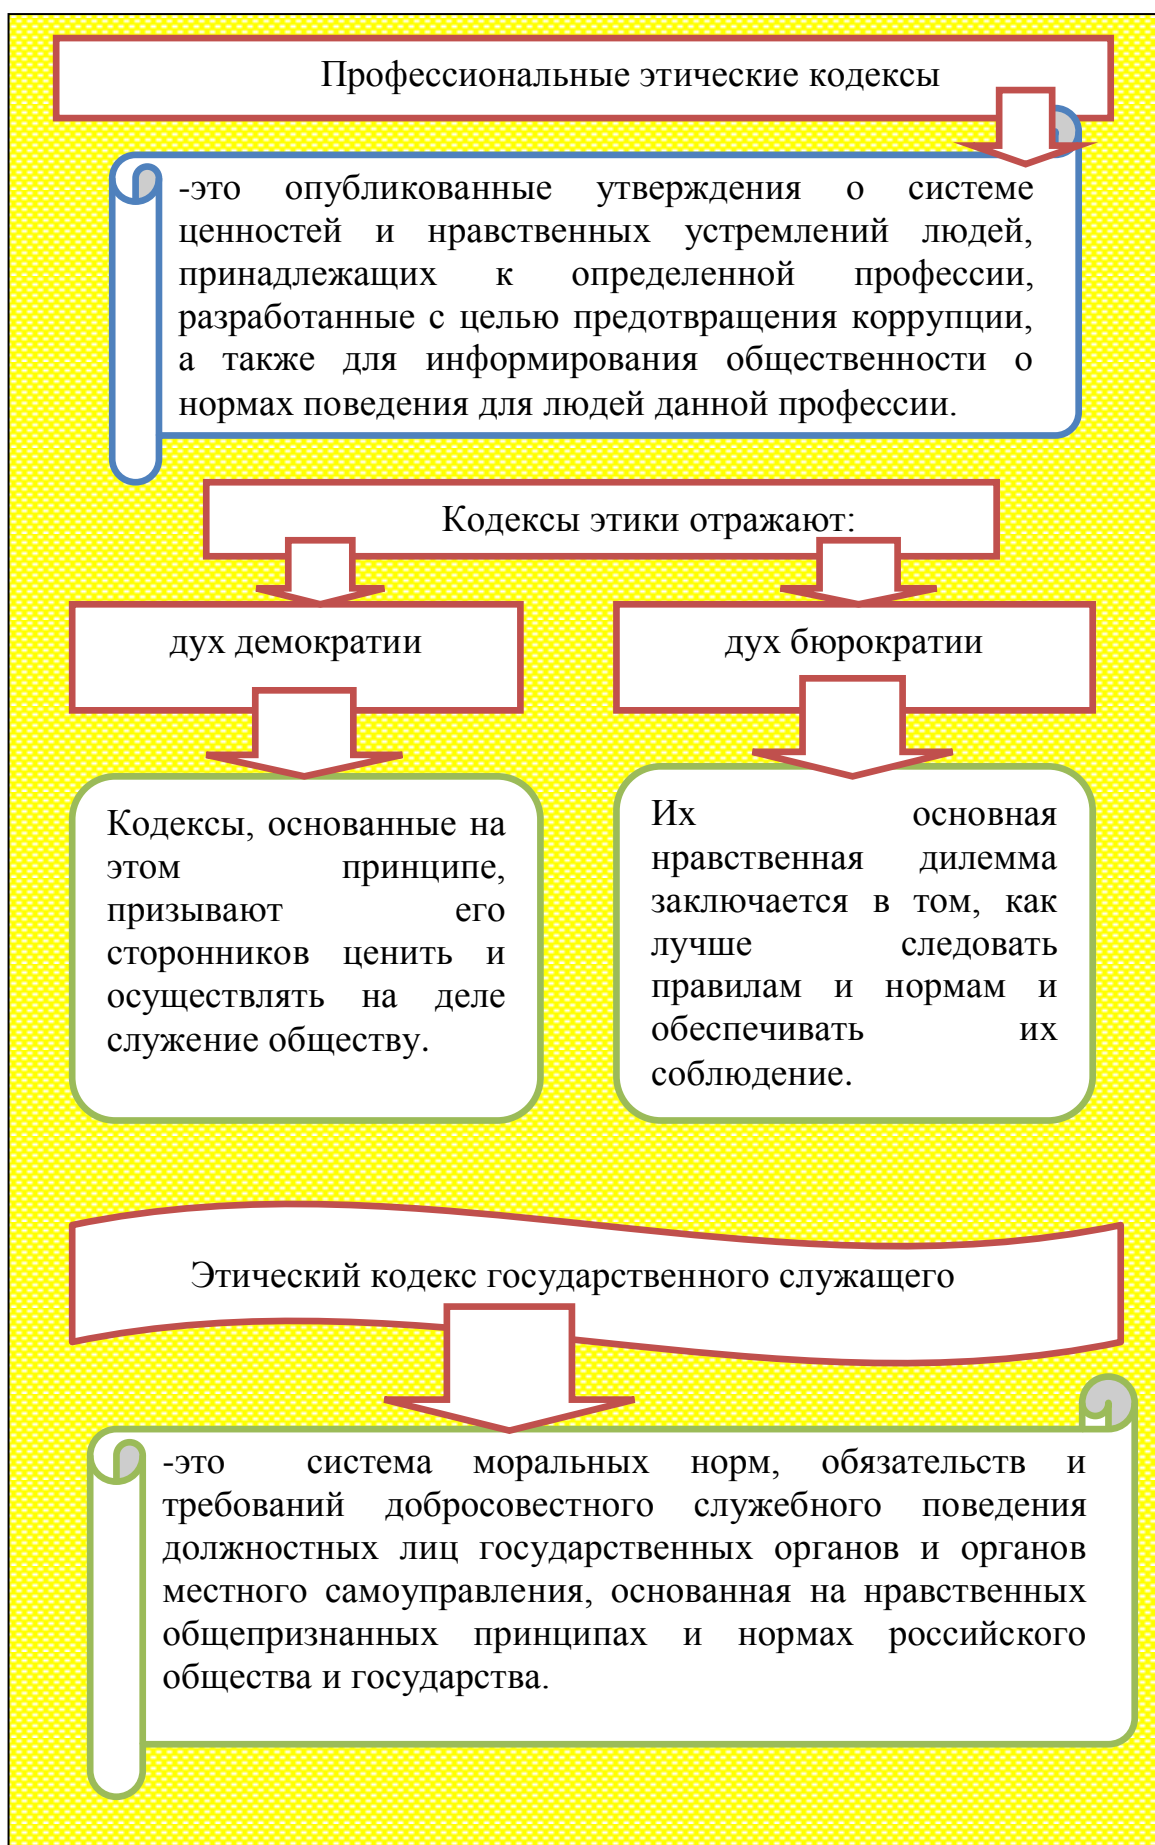 Профессиональные этические кодексы
-это опубликованные утверждения о системе
ценностей и нравственных устремлений людей,
принадлежащих к определенной профессии,
разработанные с целью предотвращения коррупции,
а также для информирования общественности о
нормах поведения для людей данной профессии.
Кодексы этики отражают:
дух демократии
дух бюрократии
Кодексы, основанные на
этом принципе,
призывают его
сторонников ценить и
осуществлять на деле
служение обществу.
Их основная
нравственная дилемма
заключается в том, как
лучше следовать
правилам и нормам и
обеспечивать их
соблюдение.
Этический кодекс государственного служащего
-это система моральных норм, обязательств и
требований добросовестного служебного поведения
должностных лиц государственных органов и органов
местного самоуправления, основанная на нравственных
общепризнанных принципах и нормах российского
общества и государства.